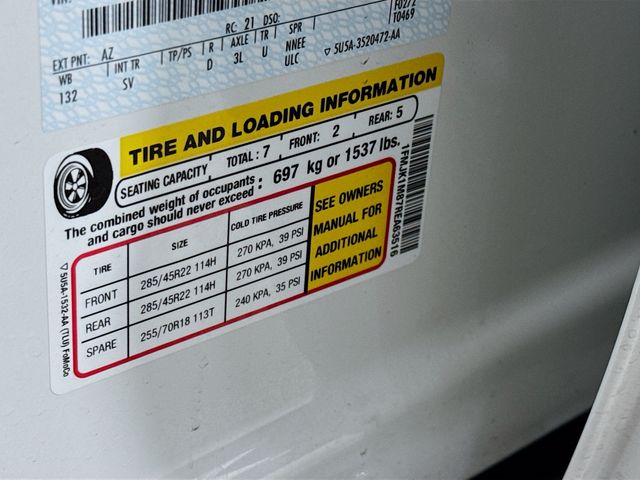 RC: 21 DSO:
EXT PNT: AZ
WB INT TR TP/PS R AXLE TR SPR
132 SV D 3L U NNEE
ULC
▽ 5U5A-3520472-AA
F0272
T0469
TIRE AND LOADING INFORMATION
SEATING CAPACITY TOTAL : 7 FRONT: 2 REAR: 5
The combined weight of occupants
and cargo should never exceed : 697 kg or 1537 lbs.
TIRE SIZE COLD TIRE PRESSURE
FRONT 285/45R22 114H 270 KPA, 39 PSI
REAR 285/45R22 114H 270 KPA, 39 PSI
SPARE 255/70R18 113T 240 KPA, 35 PSI
SEE OWNERS
MANUAL FOR
ADDITIONAL
INFORMATION
▽ 5U5A-1532-AA (TLU) FoMoCo
1FMJK1M87REA63516